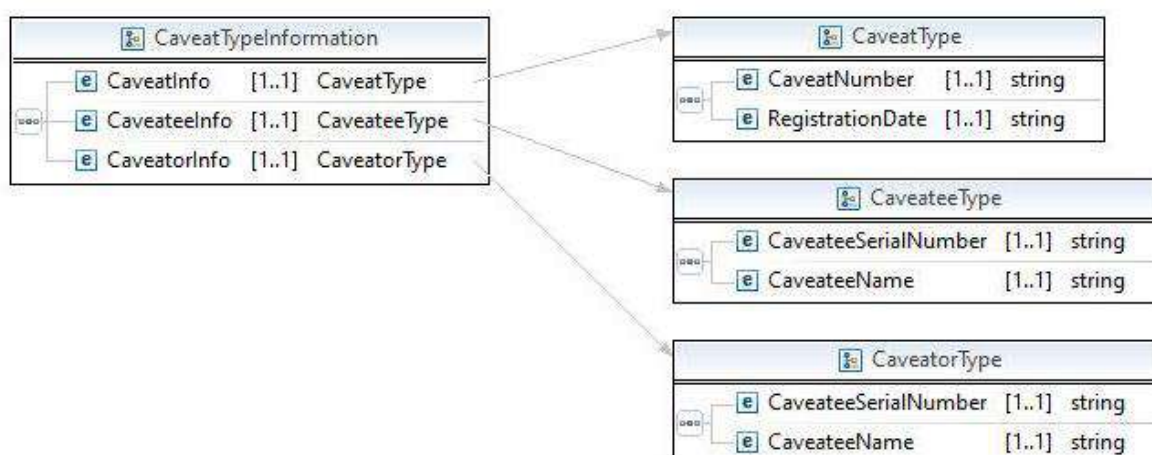 CaveatTypeInformation
CaveatInfo [1..1] CaveatType
CaveateeInfo [1..1] CaveateeType
CaveatorInfo [1..1] CaveatorType
CaveatType
CaveatNumber [1..1] string
RegistrationDate [1..1] string
CaveateeType
CaveateeSerialNumber [1..1] string
CaveateeName [1..1] string
CaveatorType
CaveateeSerialNumber [1..1] string
CaveateeName [1..1] string